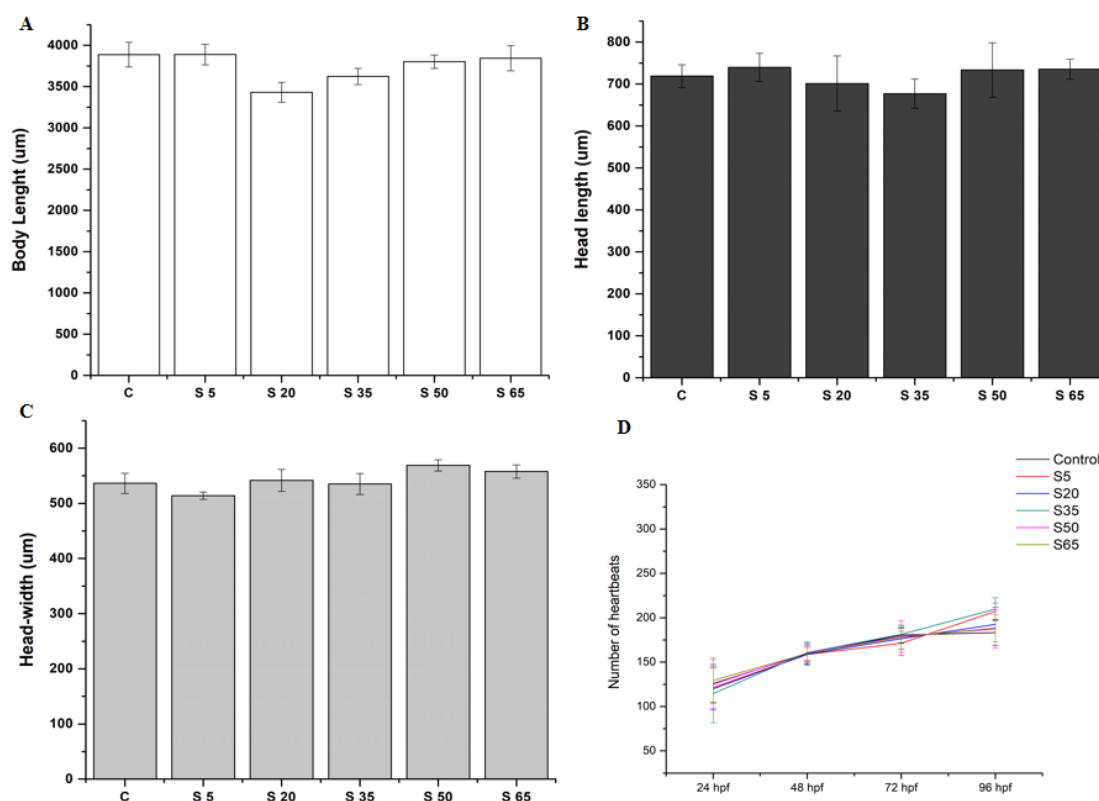 A
Body Lenght (um)
4000
3500
3000
2500
2000
1500
1000
500
0
C S 5 S 20 S 35 S 50 S 65
B
Head length (um)
800
700
600
500
400
300
200
100
0
C S 5 S 20 S 35 S 50 S 65
C
Head-width (um)
600
500
400
300
200
100
0
C S 5 S 20 S 35 S 50 S 65
D
Control
S5
S20
S35
S50
S65
Number of heartbeats
350
300
250
200
150
100
50
24 hpf 48 hpf 72 hpf 96 hpf